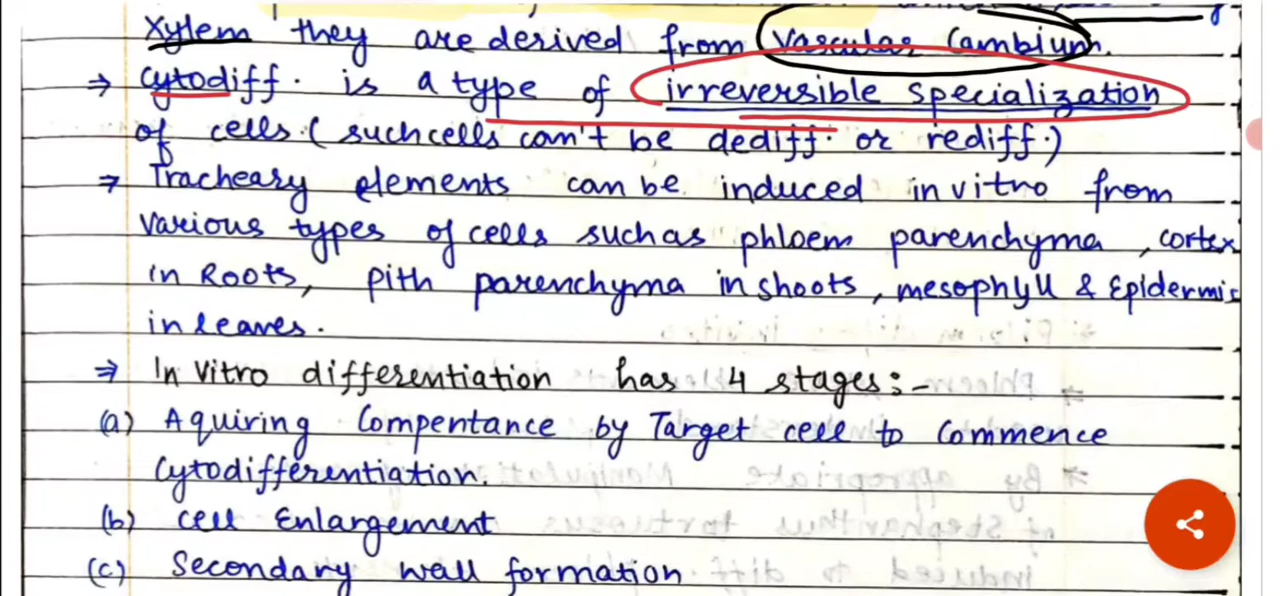 Xylem they are derived from Vascular Cambium.
⇒ Cytodiff. is a type of irreversible specialization
of cells. ( such cells can't be dediff. or rediff.)
⇒ Tracheary elements can be induced in vitro from
various types of cells such as phloem parenchyma, cortex
in Roots, pith parenchyma in shoots, mesophyll & Epidermis
in leaves.
⇒ In Vitro differentiation has 4 stages:-
(a) Aquiring Compentance by Target cell to Commence
Cytodifferentiation.
(b) cell Enlargement
(c) Secondary wall formation